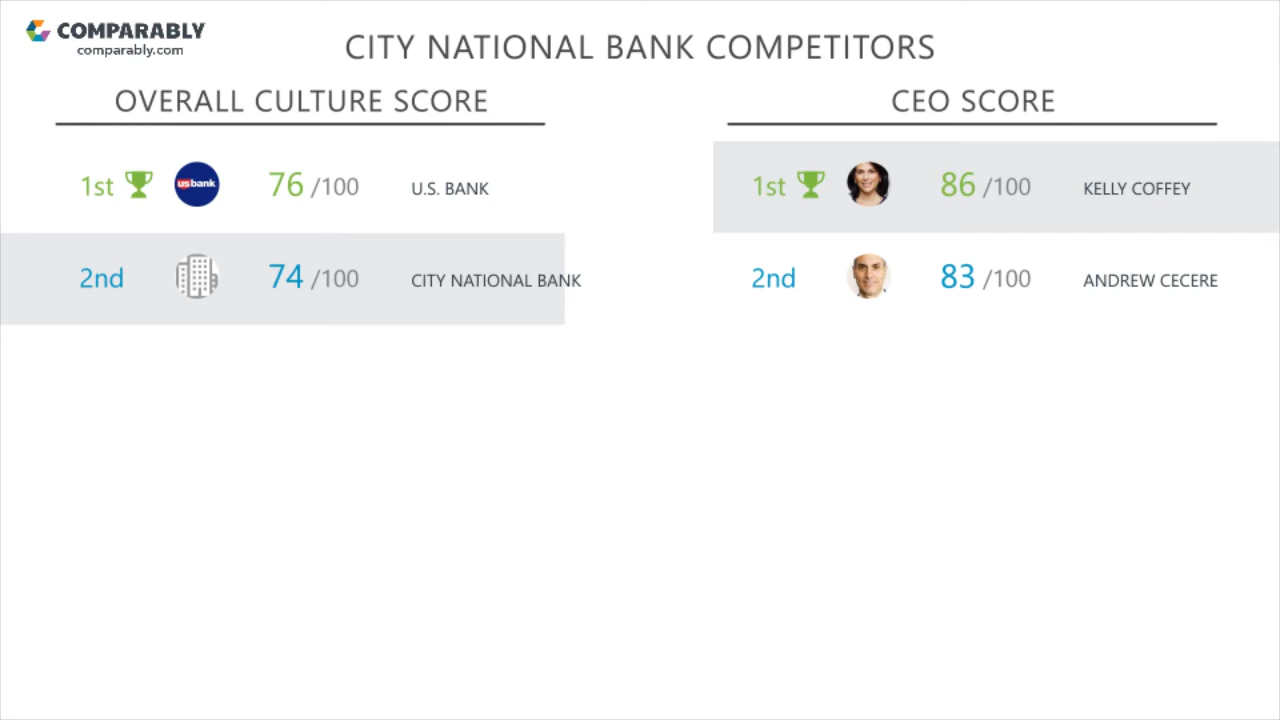 COMPARABLY
comparably.com
CITY NATIONAL BANK COMPETITORS
OVERALL CULTURE SCORE
1st usbank 76 /100 U.S. BANK
2nd 74 /100 CITY NATIONAL BANK
CEO SCORE
1st 86 /100 KELLY COFFEY
2nd 83 /100 ANDREW CECERE